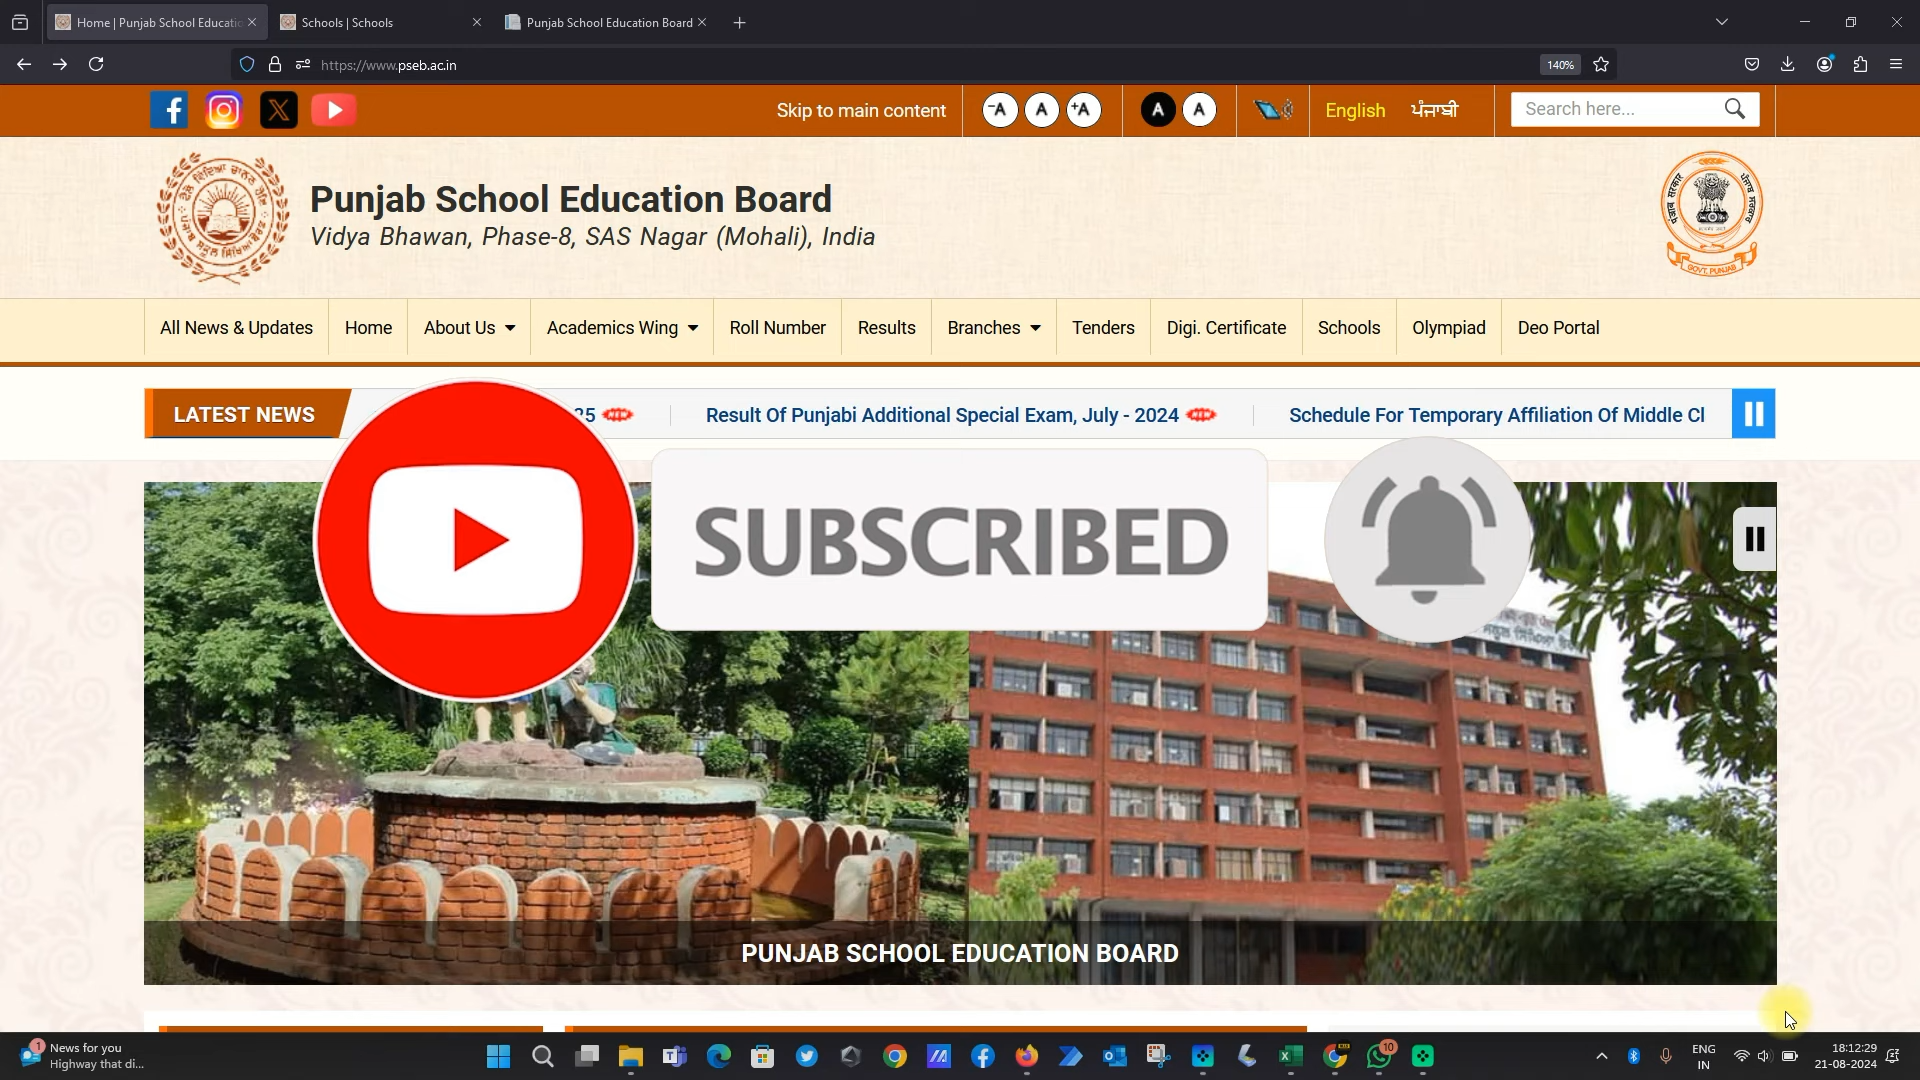 Home | Punjab School Educatio
Schools | Schools
Punjab School Education Board
https://www.pseb.ac.in
140%
Skip to main content
-A
A
+A
A
A
English
ਪੰਜਾਬੀ
Search here...
Punjab School Education Board
Vidya Bhawan, Phase-8, SAS Nagar (Mohali), India
GOVT. PUNJAB
All News & Updates
Home
About Us
Academics Wing
Roll Number
Results
Branches
Tenders
Digi. Certificate
Schools
Olympiad
Deo Portal
LATEST NEWS
25
Result Of Punjabi Additional Special Exam, July - 2024
Schedule For Temporary Affiliation Of Middle Cl
SUBSCRIBED
PUNJAB SCHOOL EDUCATION BOARD
1
News for you
Highway that di...
10
ENG
IN
18:12:29
21-08-2024